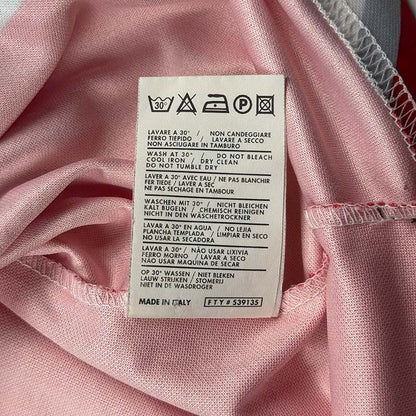 30°
P
LAVARE A 30° / NON CANDEGGIARE
FERRO TIEPIDO / LAVARE A SECCO
NON ASCIUGARE IN TAMBURO
WASH AT 30° / DO NOT BLEACH
COOL IRON / DRY CLEAN
DO NOT TUMBLE DRY
LAVER A 30° AVEC EAU / NE PAS BLANCHIR
FER TIEDE / LAVER A SEC
NE PAS SECHAGE EN TAMBOUR
WASCHEN MIT 30° / NICHT BLEICHEN
KALT BUGELN / CHEMISCH REINIGEN
NICHT IN DEN WASCHETROCKNER
LAVAR A 30° EN AGUA / NO LEJIA
PLANCHA TEMPLADA / LIMPIAR EN SECO
NO USAR LA SECADORA
LAVAR A 30° / NÃO USAR LIXIVIA
FERRO MORNO / LAVAR A SECO
NÃO USAR MAQUINA DE SECAR
OP 30° WASSEN / NIET BLEKEN
LAUW STRIJKEN / STOMERIJ
NIET IN DE WASDROGER
MADE IN ITALY
FTY# 539135